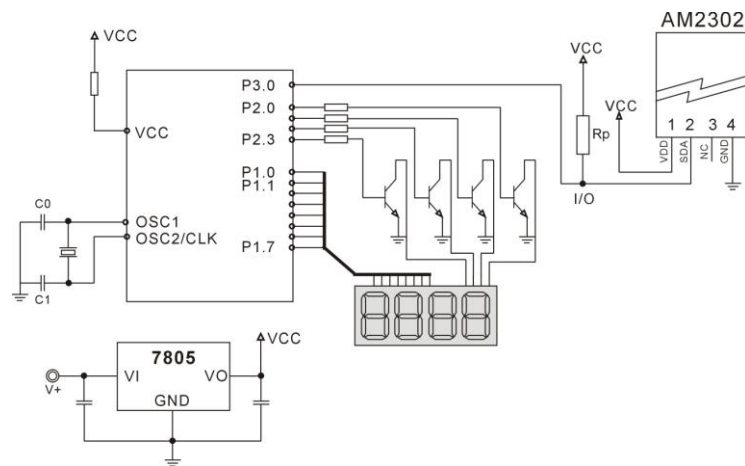 AM2302
VCC
VCC
P3.0
VCC
P2.0
VCC
Rp
1 2 3 4
P2.3
VDD
SDA
NC
GND
P1.0
P1.1
I/O
C0
OSC1
OSC2/CLK
P1.7
C1
VCC
7805
VI
VO
V+
GND